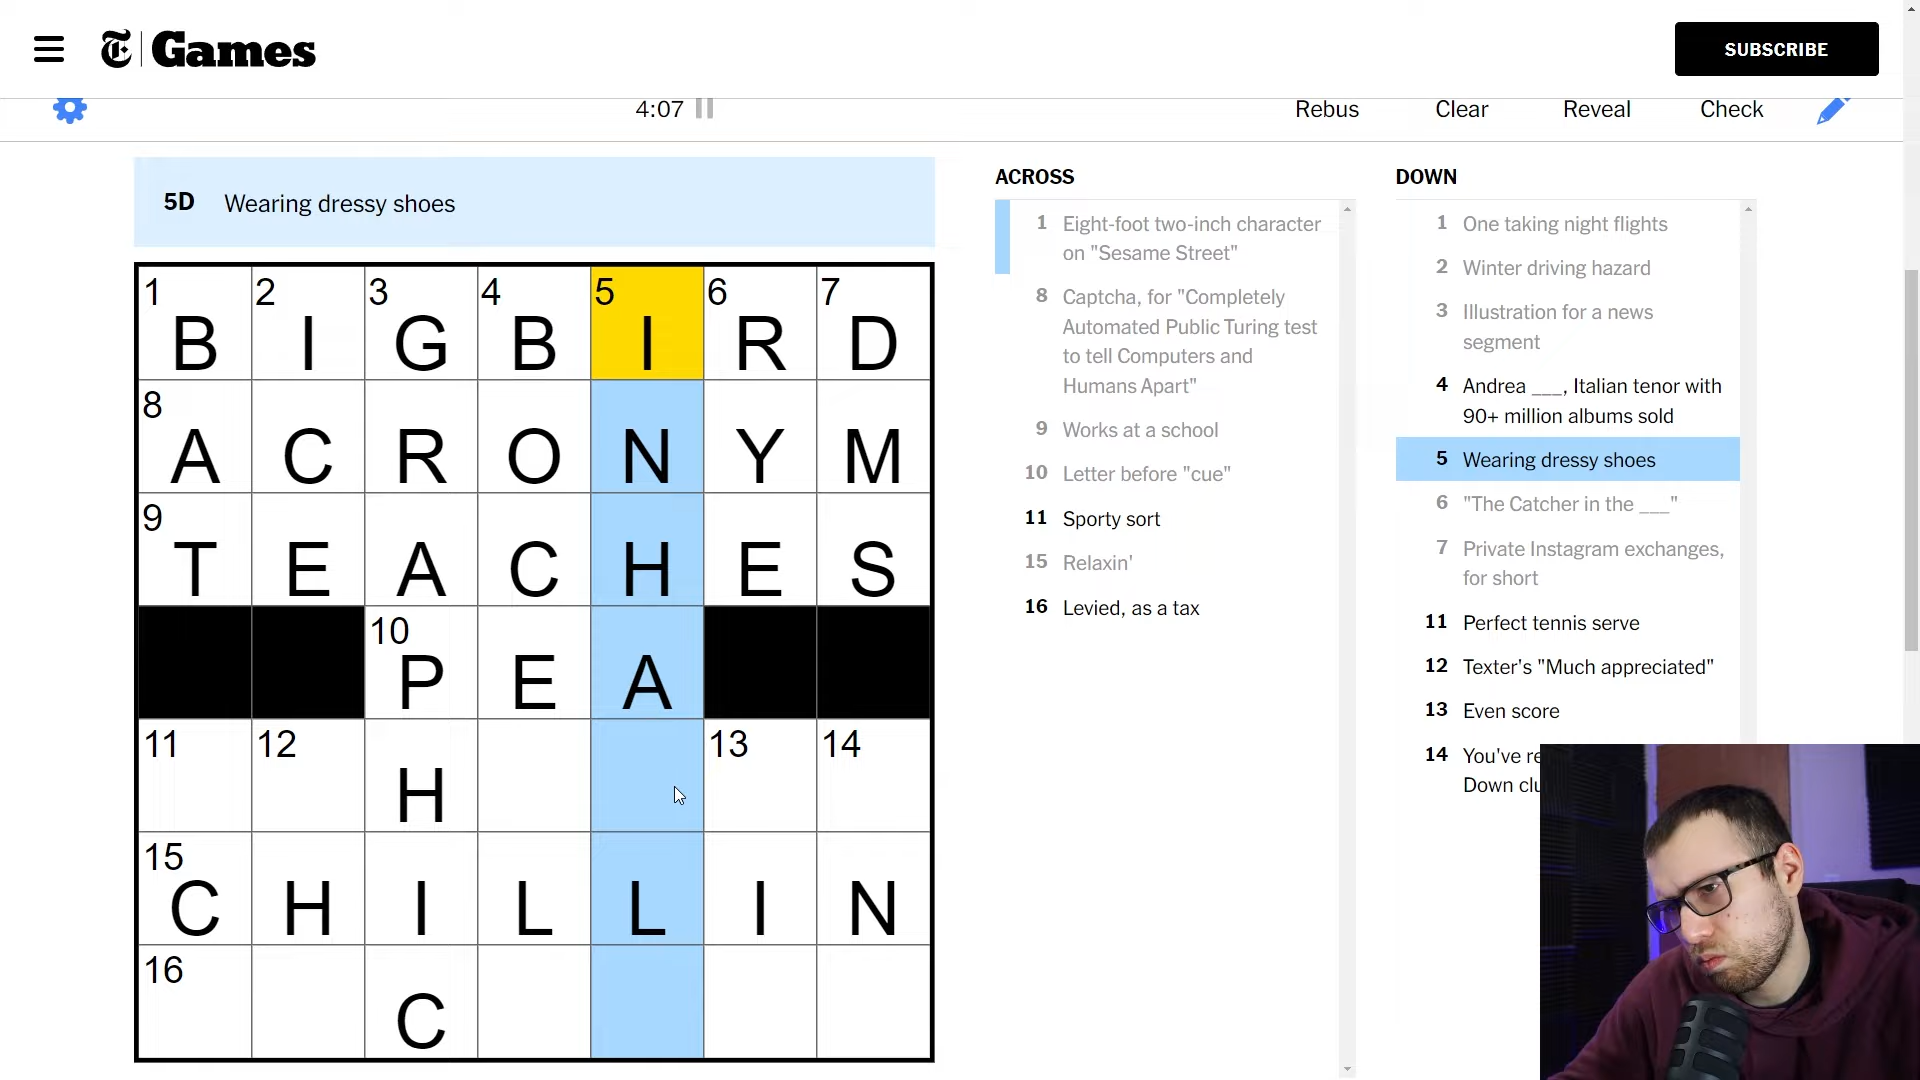 Games
SUBSCRIBE
4:07
Rebus
Clear
Reveal
Check
5D Wearing dressy shoes
1 B 2 I 3 G 4 B 5 I 6 R 7 D
8 A C R O N Y M
9 T E A C H E S
10 P E A
11 12 H 13 14
15 C H I L L I N
16 C
ACROSS
1 Eight-foot two-inch character
on "Sesame Street"
8 Captcha, for "Completely
Automated Public Turing test
to tell Computers and
Humans Apart"
9 Works at a school
10 Letter before "cue"
11 Sporty sort
15 Relaxin'
16 Levied, as a tax
DOWN
1 One taking night flights
2 Winter driving hazard
3 Illustration for a news
segment
4 Andrea ___, Italian tenor with
90+ million albums sold
5 Wearing dressy shoes
6 "The Catcher in the ___"
7 Private Instagram exchanges,
for short
11 Perfect tennis serve
12 Texter's "Much appreciated"
13 Even score
14 You've
Down